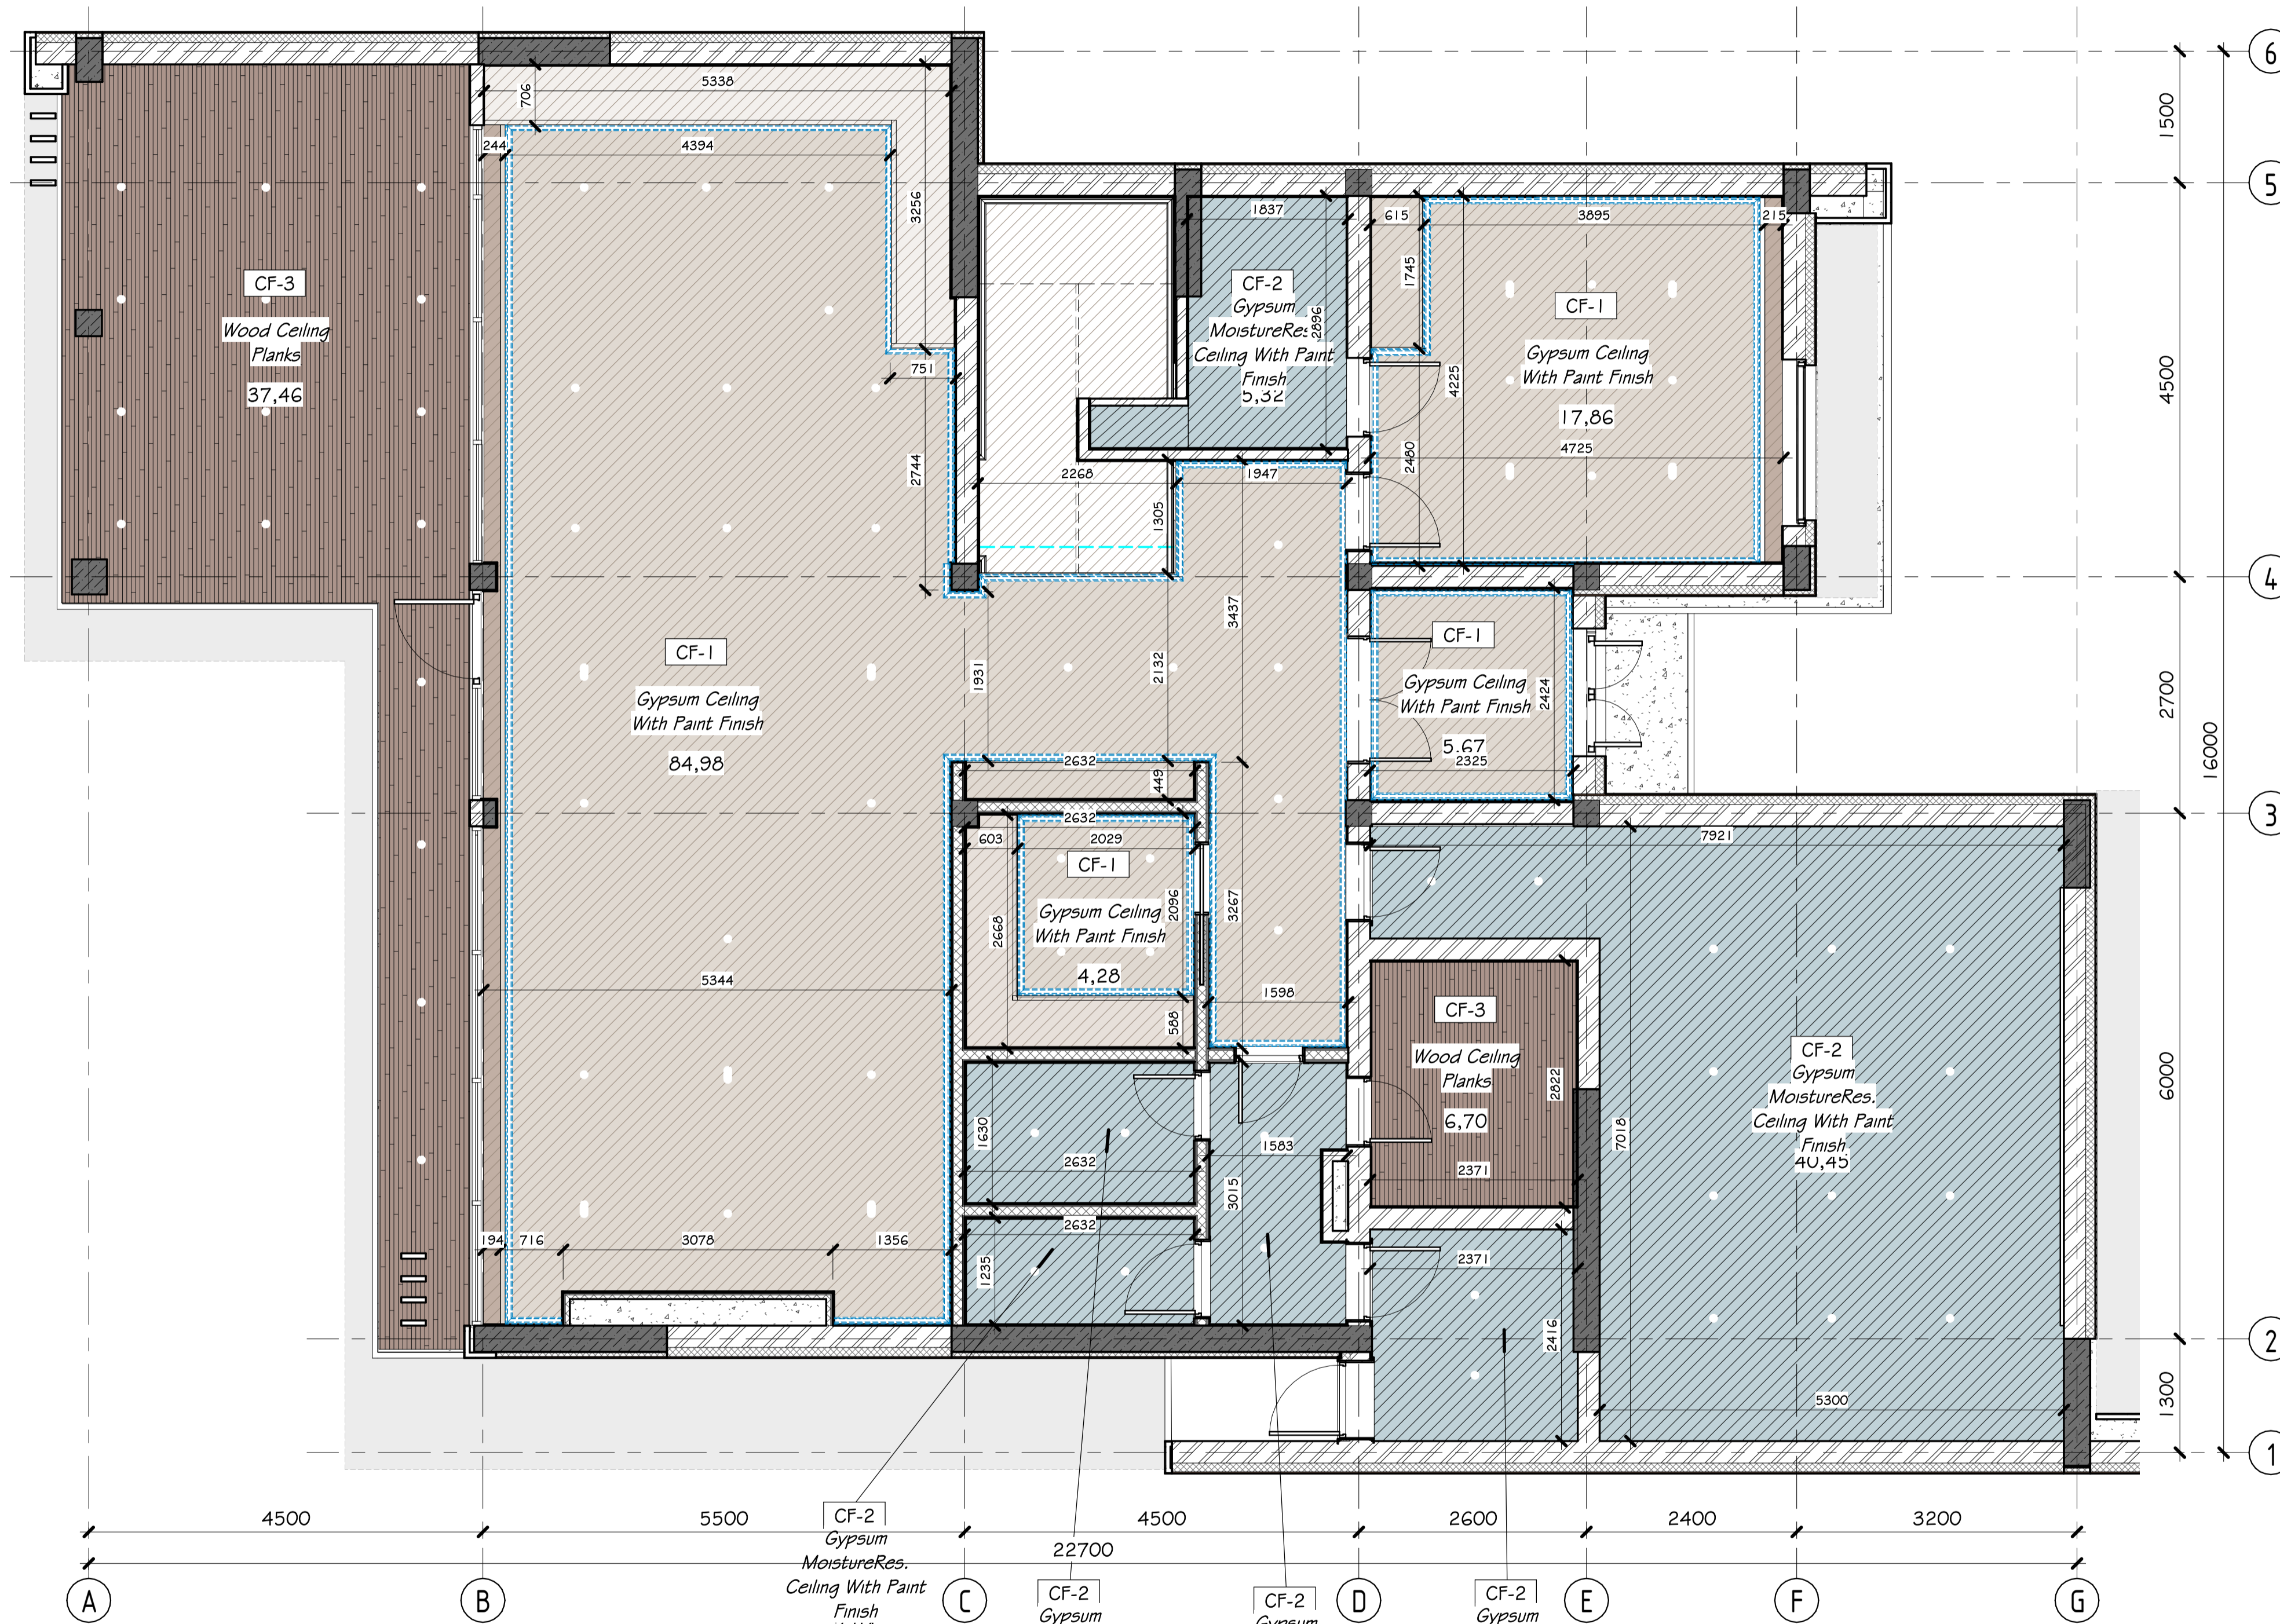 6
5338
706
1500
244
4394
5
3256
1837
615
3895
215
CF-3
Wood Ceiling
Planks
37,46
CF-2
Gypsum
MoistureRes.
Ceiling With Paint
Finish
5,32
2896
1745
CF-1
Gypsum Ceiling
With Paint Finish
17,86
4225
4500
751
2744
2268
1947
1305
2480
4725
4
CF-1
Gypsum Ceiling
With Paint Finish
84,98
1931
2132
3437
CF-1
Gypsum Ceiling
With Paint Finish
5,67
2325
2424
2700
16000
2632
449
3
2632
603
2029
CF-1
Gypsum Ceiling
With Paint Finish
4,28
2096
2668
588
3267
1598
5344
7921
CF-3
Wood Ceiling
Planks
6,70
2822
2371
CF-2
Gypsum
MoistureRes.
Ceiling With Paint
Finish
40,45
7018
6000
1630
2632
1583
3015
194
716
3078
1356
2632
1235
2371
2416
5300
2
1300
1
4500
5500
4500
2600
2400
3200
22700
CF-2
Gypsum
MoistureRes.
Ceiling With Paint
Finish
CF-2
Gypsum
CF-2
Gypsum
CF-2
Gypsum
A
B
C
D
E
F
G